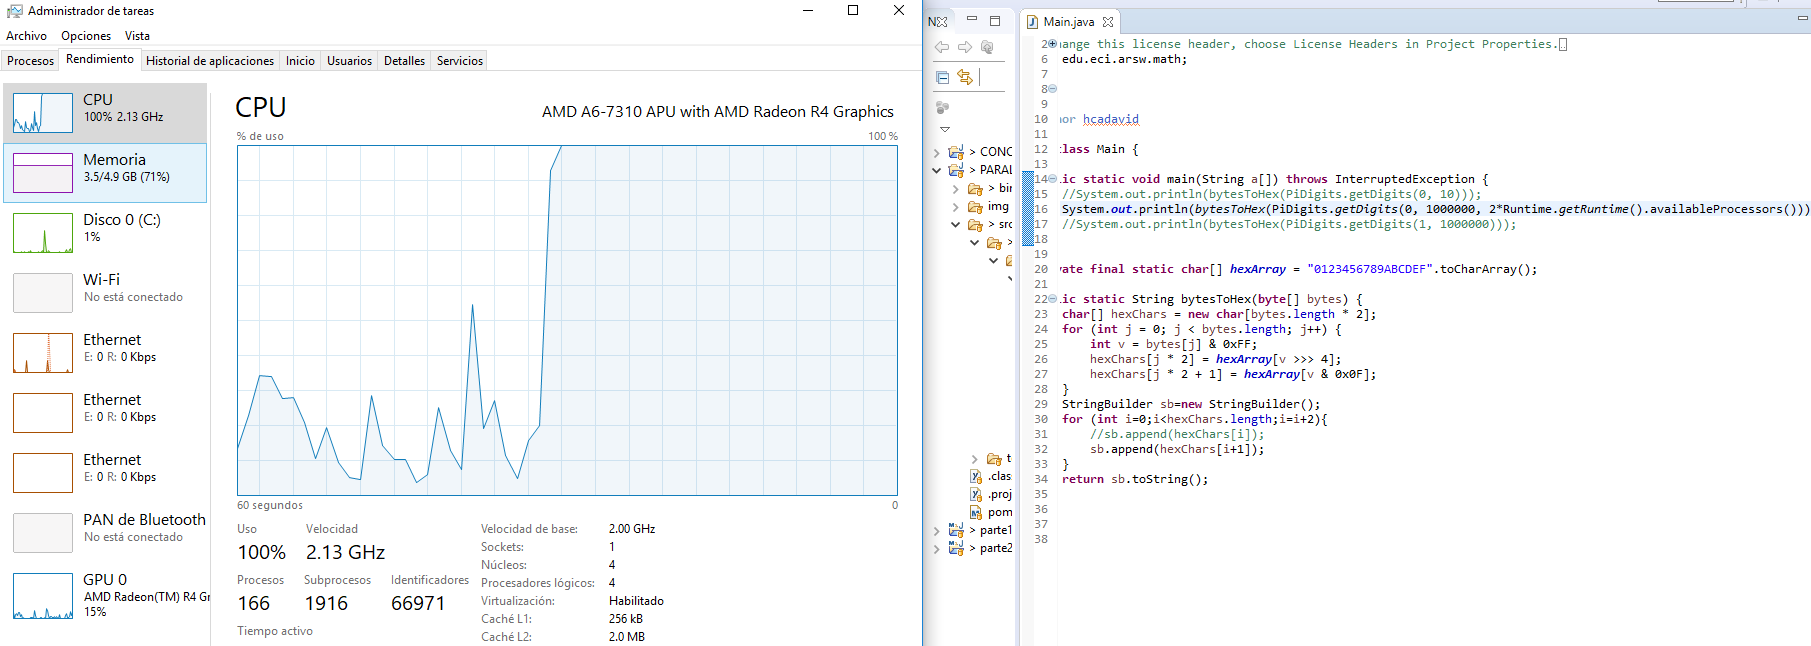 Administrador de tareas
Archivo Opciones Vista
Procesos Rendimiento Historial de aplicaciones Inicio Usuarios Detalles Servicios
CPU
100% 2.13 GHz
Memoria
3.5/4.9 GB (71%)
Disco 0 (C:)
1%
Wi-Fi
No está conectado
Ethernet
E: 0 R: 0 Kbps
Ethernet
E: 0 R: 0 Kbps
Ethernet
E: 0 R: 0 Kbps
PAN de Bluetooth
No está conectado
GPU 0
AMD Radeon(TM) R4 Gr
15%
CPU
AMD A6-7310 APU with AMD Radeon R4 Graphics
% de uso 100 %
60 segundos 0
Uso Velocidad
100% 2.13 GHz
Procesos Subprocesos Identificadores
166 1916 66971
Tiempo activo
Velocidad de base: 2.00 GHz
Sockets: 1
Núcleos: 4
Procesadores lógicos: 4
Virtualización: Habilitado
Caché L1: 256 kB
Caché L2: 2.0 MB
> CONC
> PARAL
> bin
img
> src
>
t
.clas
.proj
pom
> parte1
> parte2
Main.java
2 ange this license header, choose License Headers in Project Properties.
6 edu.eci.arsw.math;
7
8
9
10 or hcadavid
11
12 class Main {
13
14 ic static void main(String a[]) throws InterruptedException {
15 //System.out.println(bytesToHex(PiDigits.getDigits(0, 10)));
16 System.out.println(bytesToHex(PiDigits.getDigits(0, 1000000, 2*Runtime.getRuntime().availableProcessors()))
17 //System.out.println(bytesToHex(PiDigits.getDigits(1, 1000000)));
18
19
20 vate final static char[] hexArray = "0123456789ABCDEF".toCharArray();
21
22 ic static String bytesToHex(byte[] bytes) {
23 char[] hexChars = new char[bytes.length * 2];
24 for (int j = 0; j < bytes.length; j++) {
25 int v = bytes[j] & 0xFF;
26 hexChars[j * 2] = hexArray[v >>> 4];
27 hexChars[j * 2 + 1] = hexArray[v & 0x0F];
28 }
29 StringBuilder sb=new StringBuilder();
30 for (int i=0;i<hexChars.length;i=i+2){
31 //sb.append(hexChars[i]);
32 sb.append(hexChars[i+1]);
33 }
34 return sb.toString();
35
36
37
38